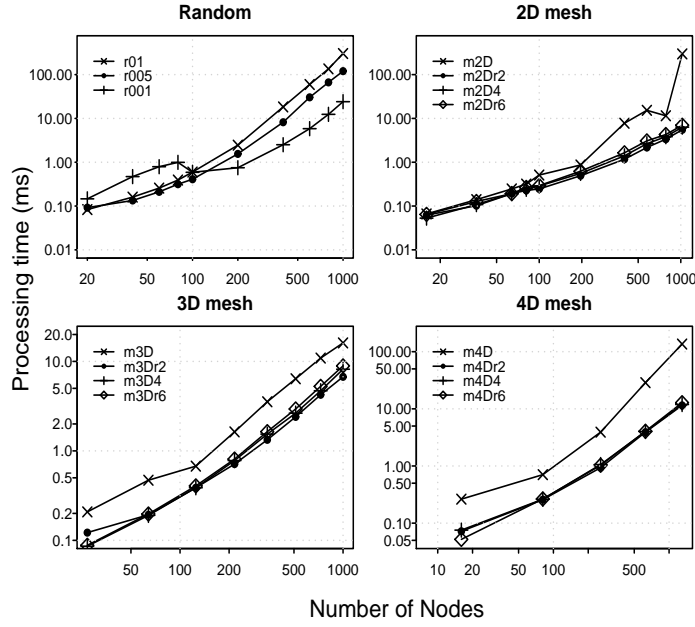 Random
2D mesh
100.00
10.00
1.00
0.10
0.01
r01
r005
r001
20
50
100
200
500
1000
100.00
10.00
1.00
0.10
0.01
m2D
m2Dr2
m2D4
m2Dr6
20
50
100
200
500
1000
Processing time (ms)
3D mesh
4D mesh
20.0
10.0
5.0
2.0
1.0
0.5
0.2
0.1
m3D
m3Dr2
m3D4
m3Dr6
50
100
200
500
1000
100.00
10.00
5.00
1.00
0.50
0.10
0.05
m4D
m4Dr2
m4D4
m4Dr6
10
20
50
100
200
500
Number of Nodes